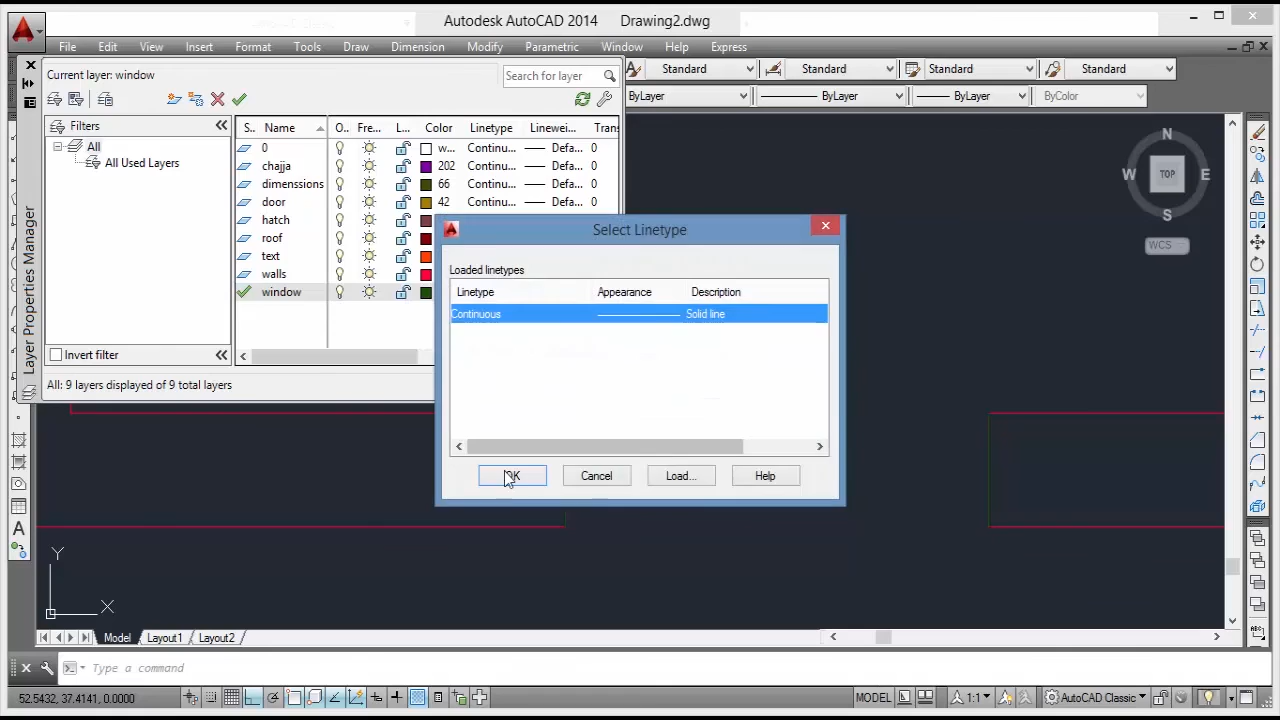 Autodesk AutoCAD 2014 Drawing2.dwg
File Edit View Insert Format Tools Draw Dimension Modify Parametric Window Help Express
Current layer: window
Search for layer
Standard Standard Standard Standard
ByLayer ByLayer ByLayer ByColor
Filters
All
All Used Layers
Invert filter
S.. Name O.. Fre... L... Color Linetype Linewei... Trans
0 w... Continu... Defa... 0
chajja 202 Continu... Defa... 0
dimenssions 66 Continu... Defa... 0
door 42 Continu... Defa... 0
hatch
roof
text
walls
window
All: 9 layers displayed of 9 total layers
Layer Properties Manager
Select Linetype
Loaded linetypes
Linetype Appearance Description
Continuous Solid line
OK Cancel Load... Help
N
W TOP E
S
WCS
Y
X
Model Layout1 Layout2
Type a command
52.5432, 37.4141, 0.0000
MODEL 1:1 AutoCAD Classic